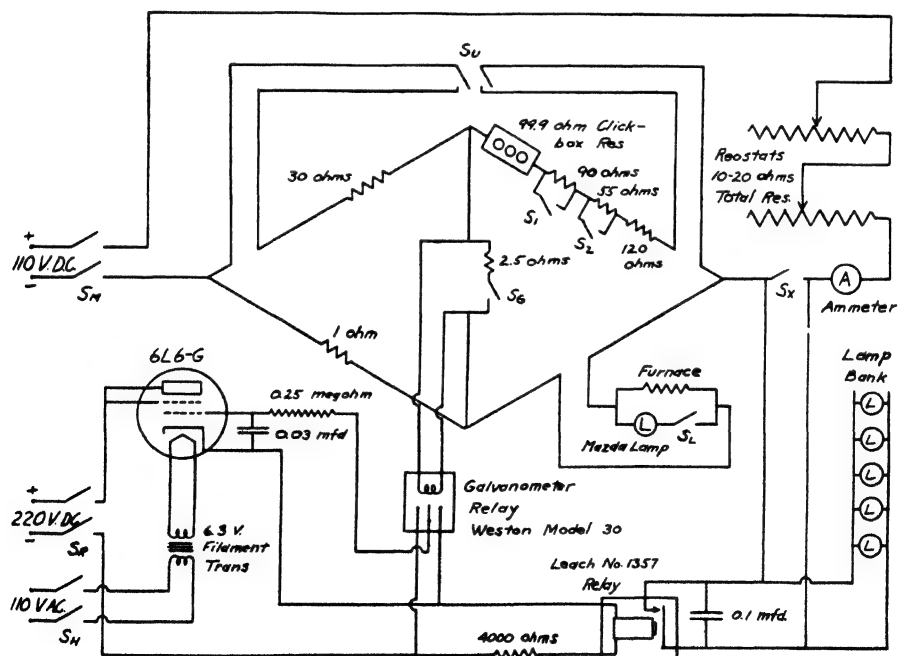 Su
99.9 ohm Click-
box Res
30 ohms
90 ohms
55 ohms
S1
S2
120
ohms
Reostats
10-20 ohms
Total Res.
+
110 V. D.C.
-
SM
2.5 ohms
SG
SX
A
Ammeter
1 ohm
6L6-G
0.25 megohm
0.03 mfd
Furnace
L
SL
Mazda Lamp
Lamp
Bank
L
L
L
L
L
+
220 V. DC
-
SR
6.3 V.
Filament
Trans
Galvanometer
Relay
Weston Model 30
110 V AC.
SH
Leach No. 1357
Relay
0.1 mfd.
4000 ohms